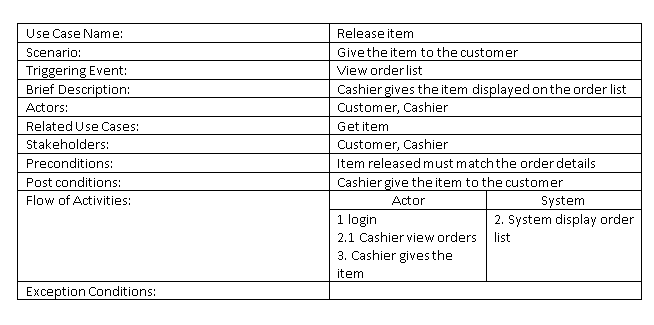 Use Case Name: Release item
Scenario: Give the item to the customer
Triggering Event: View order list
Brief Description: Cashier gives the item displayed on the order list
Actors: Customer, Cashier
Related Use Cases: Get item
Stakeholders: Customer, Cashier
Preconditions: Item released must match the order details
Post conditions: Cashier give the item to the customer
Flow of Activities: Actor System
1 login 2. System display order
2.1 Cashier view orders list
3. Cashier gives the
item
Exception Conditions: